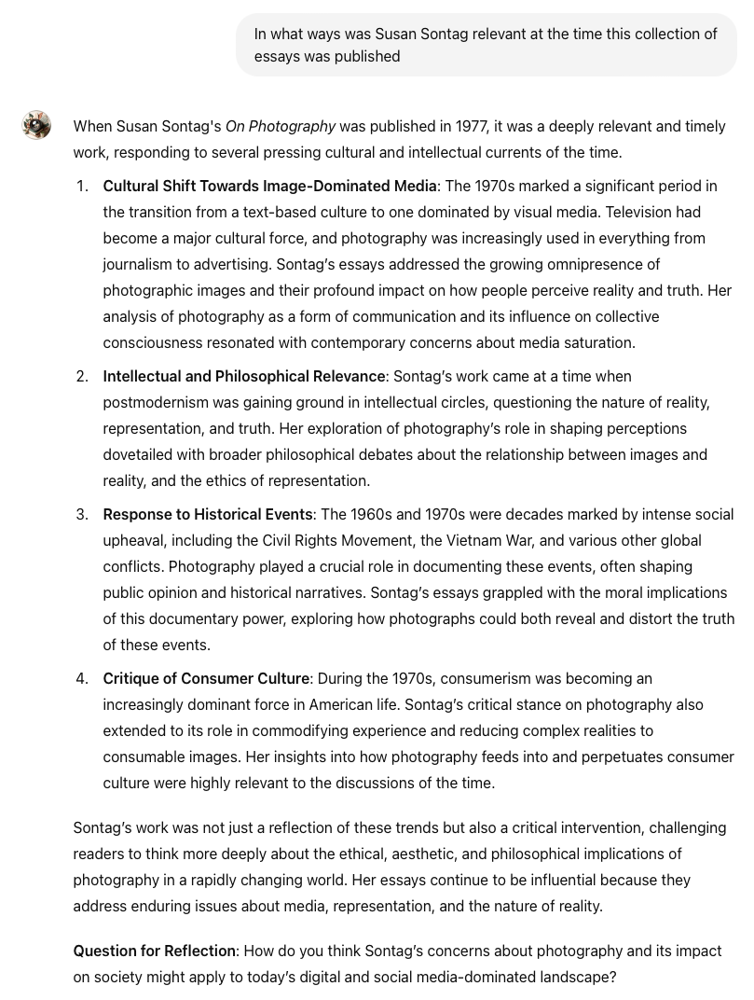 In what ways was Susan Sontag relevant at the time this collection of
essays was published
When Susan Sontag's On Photography was published in 1977, it was a deeply relevant and timely
work, responding to several pressing cultural and intellectual currents of the time.
1. Cultural Shift Towards Image-Dominated Media: The 1970s marked a significant period in
the transition from a text-based culture to one dominated by visual media. Television had
become a major cultural force, and photography was increasingly used in everything from
journalism to advertising. Sontag’s essays addressed the growing omnipresence of
photographic images and their profound impact on how people perceive reality and truth. Her
analysis of photography as a form of communication and its influence on collective
consciousness resonated with contemporary concerns about media saturation.
2. Intellectual and Philosophical Relevance: Sontag’s work came at a time when
postmodernism was gaining ground in intellectual circles, questioning the nature of reality,
representation, and truth. Her exploration of photography’s role in shaping perceptions
dovetailed with broader philosophical debates about the relationship between images and
reality, and the ethics of representation.
3. Response to Historical Events: The 1960s and 1970s were decades marked by intense social
upheaval, including the Civil Rights Movement, the Vietnam War, and various other global
conflicts. Photography played a crucial role in documenting these events, often shaping
public opinion and historical narratives. Sontag’s essays grappled with the moral implications
of this documentary power, exploring how photographs could both reveal and distort the truth
of these events.
4. Critique of Consumer Culture: During the 1970s, consumerism was becoming an
increasingly dominant force in American life. Sontag’s critical stance on photography also
extended to its role in commodifying experience and reducing complex realities to
consumable images. Her insights into how photography feeds into and perpetuates consumer
culture were highly relevant to the discussions of the time.
Sontag’s work was not just a reflection of these trends but also a critical intervention, challenging
readers to think more deeply about the ethical, aesthetic, and philosophical implications of
photography in a rapidly changing world. Her essays continue to be influential because they
address enduring issues about media, representation, and the nature of reality.
Question for Reflection: How do you think Sontag’s concerns about photography and its impact
on society might apply to today’s digital and social media-dominated landscape?